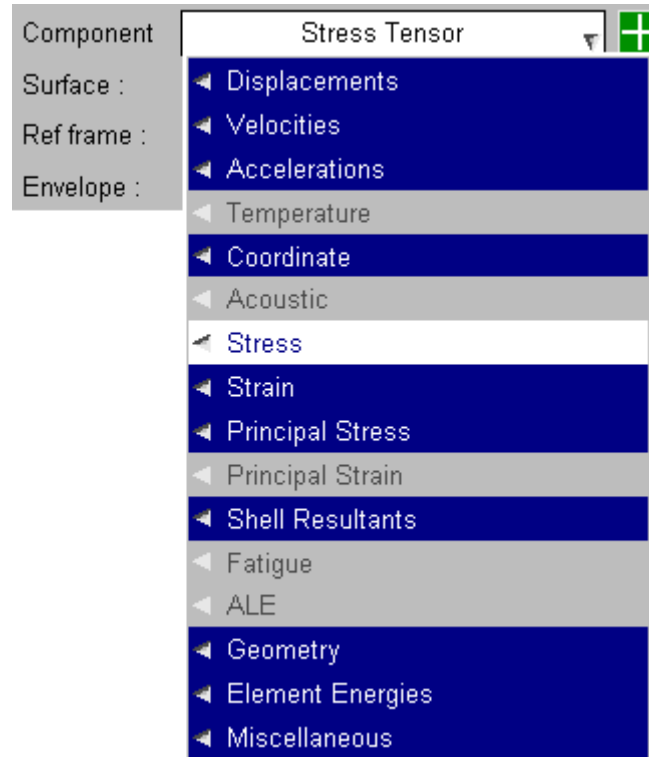 Component Stress Tensor
Surface :
Ref frame :
Envelope :
Displacements
Velocities
Accelerations
Temperature
Coordinate
Acoustic
Stress
Strain
Principal Stress
Principal Strain
Shell Resultants
Fatigue
ALE
Geometry
Element Energies
Miscellaneous